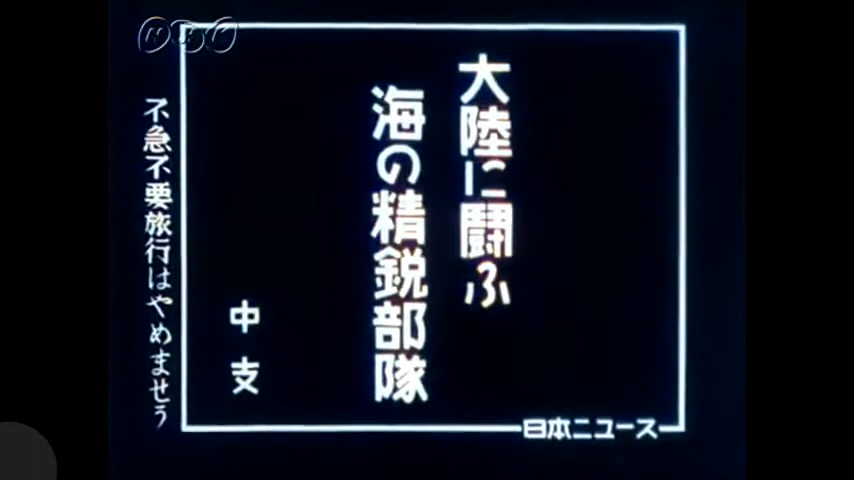 NHK
大陸に闘ふ
海の精鋭部隊
中支
不急不要旅行はやめませう
日本ニュース